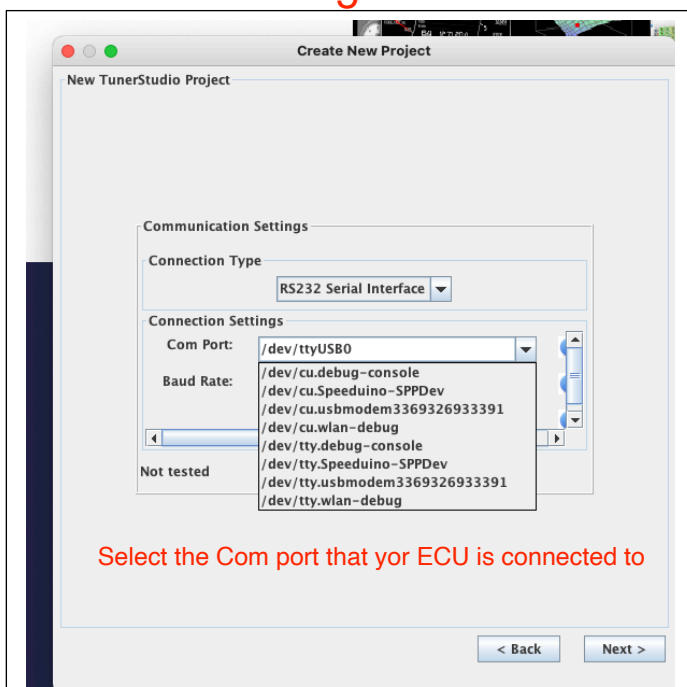 Create New Project
New TunerStudio Project
Communication Settings
Connection Type
RS232 Serial Interface
Connection Settings
Com Port:
/dev/ttyUSB0
Baud Rate:
/dev/cu.debug-console
/dev/cu.Speeduino-SPPDev
/dev/cu.usbmodem3369326933391
/dev/cu.wlan-debug
/dev/tty.debug-console
/dev/tty.Speeduino-SPPDev
/dev/tty.usbmodem3369326933391
/dev/tty.wlan-debug
Not tested
Select the Com port that yor ECU is connected to
< Back
Next >